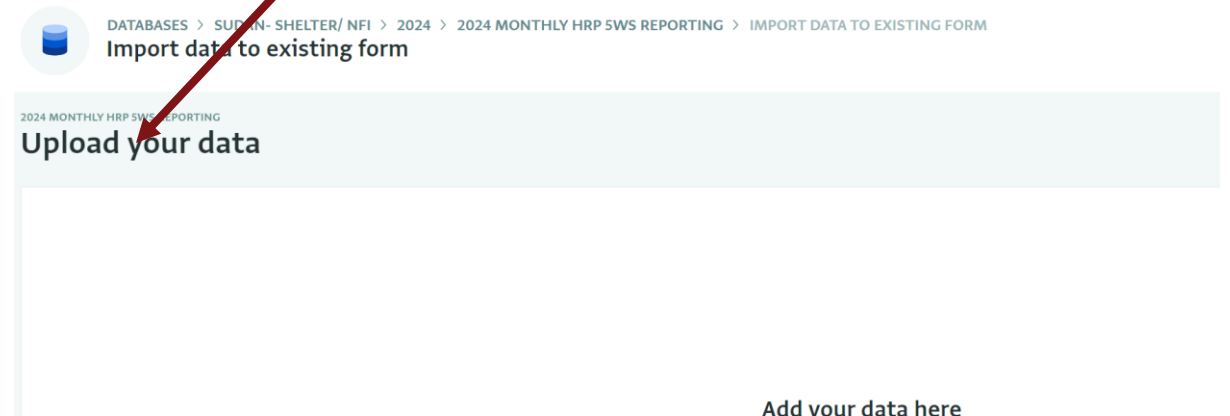 DATABASES > SUDAN- SHELTER/ NFI > 2024 > 2024 MONTHLY HRP 5WS REPORTING > IMPORT DATA TO EXISTING FORM
Import data to existing form
2024 MONTHLY HRP 5WS REPORTING
Upload your data
Add your data here